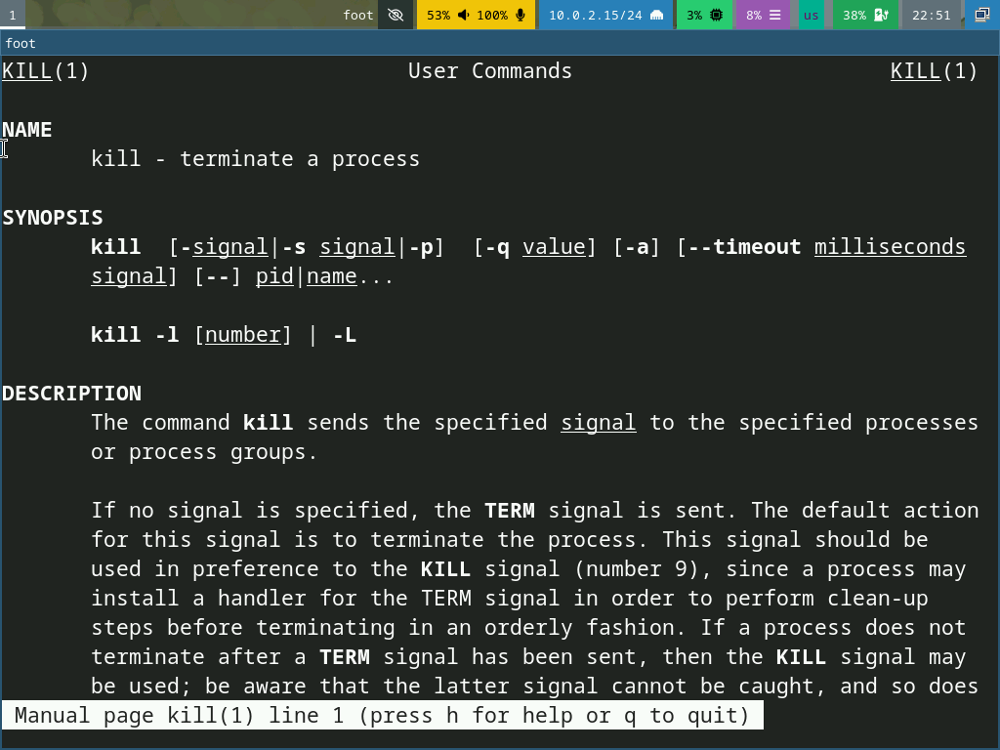 1 foot 53% 100% 10.0.2.15/24 3% 8% us 38% 22:51
foot
KILL(1) User Commands KILL(1)
NAME
kill - terminate a process
SYNOPSIS
kill [-signal|-s signal|-p] [-q value] [-a] [--timeout milliseconds
signal] [--] pid|name...
kill -l [number] | -L
DESCRIPTION
The command kill sends the specified signal to the specified processes
or process groups.
If no signal is specified, the TERM signal is sent. The default action
for this signal is to terminate the process. This signal should be
used in preference to the KILL signal (number 9), since a process may
install a handler for the TERM signal in order to perform clean-up
steps before terminating in an orderly fashion. If a process does not
terminate after a TERM signal has been sent, then the KILL signal may
be used; be aware that the latter signal cannot be caught, and so does
Manual page kill(1) line 1 (press h for help or q to quit)